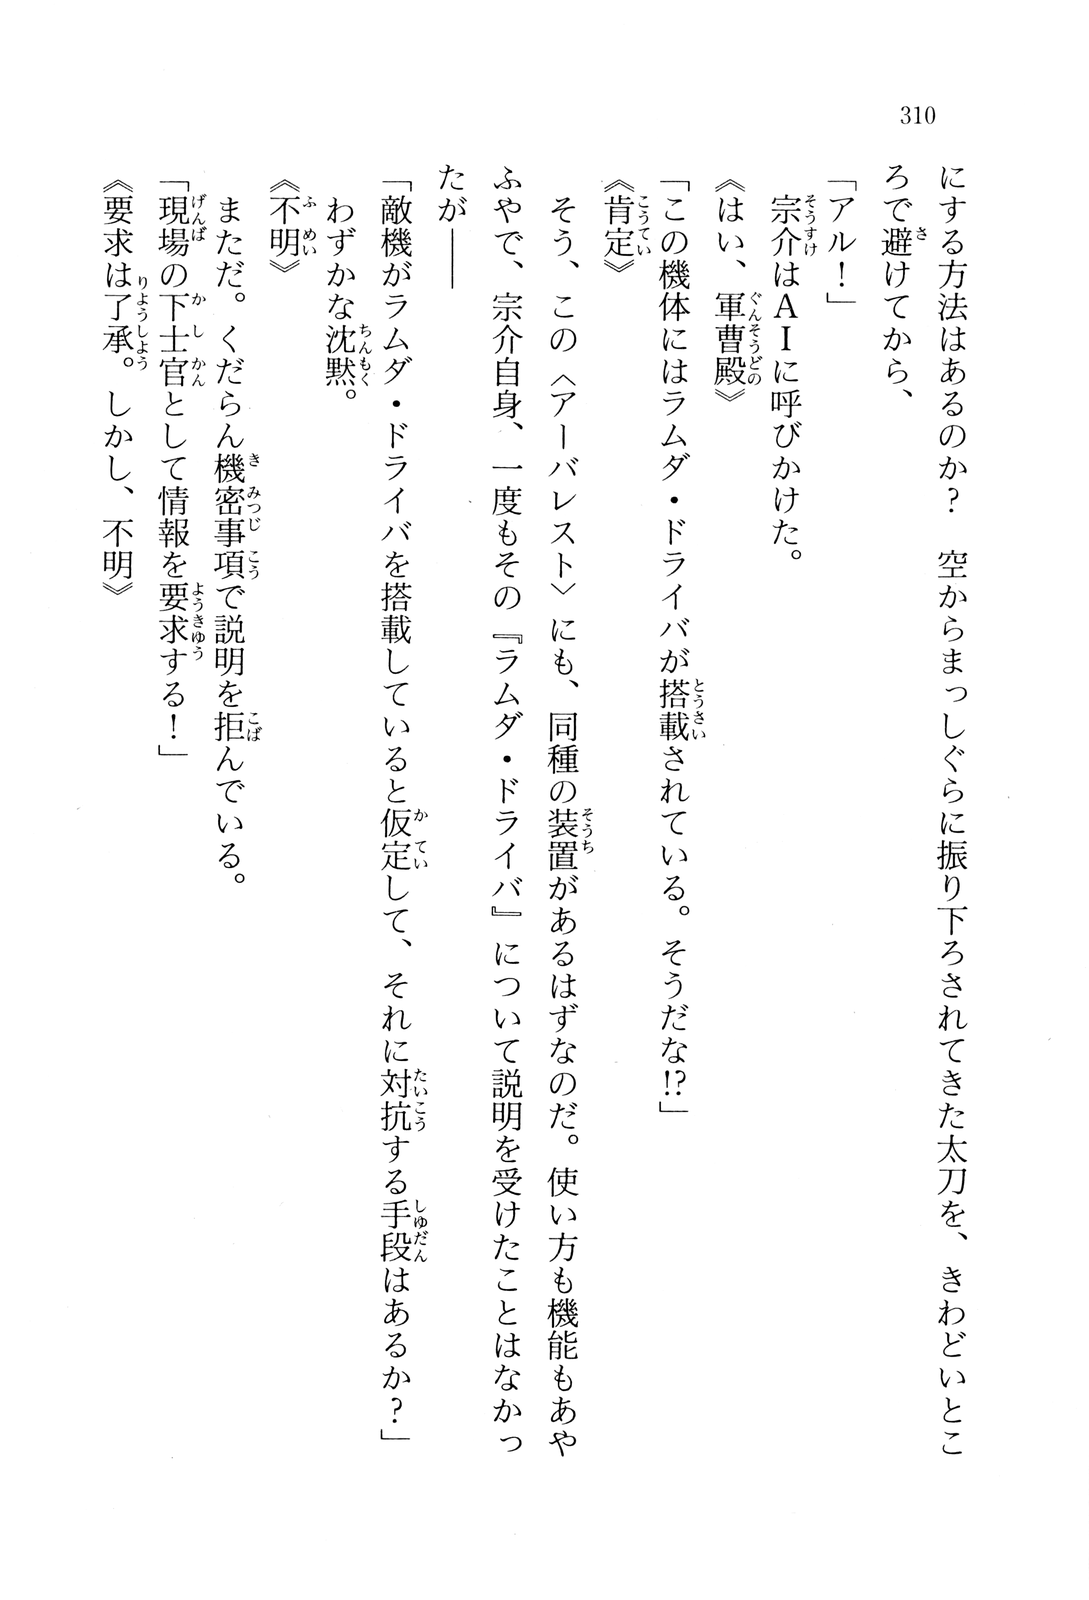 310
にする方法はあるのか？　空からまっしぐらに振り下ろされてきた太刀を、きわどいとこ
ろで避けてから、
「アル！」
　宗介はＡＩに呼びかけた。
《はい、軍曹殿》
「この機体にはラムダ・ドライバが搭載されている。そうだな!?」
《肯定》
　そう、この〈アーバレスト〉にも、同種の装置があるはずなのだ。使い方も機能もあや
ふやで、宗介自身、一度もその『ラムダ・ドライバ』について説明を受けたことはなかっ
たが――
「敵機がラムダ・ドライバを搭載していると仮定して、それに対抗する手段はあるか？」
　わずかな沈黙。
《不明》
　まただ。くだらん機密事項で説明を拒んでいる。
「現場の下士官として情報を要求する！」
《要求は了承。しかし、不明》